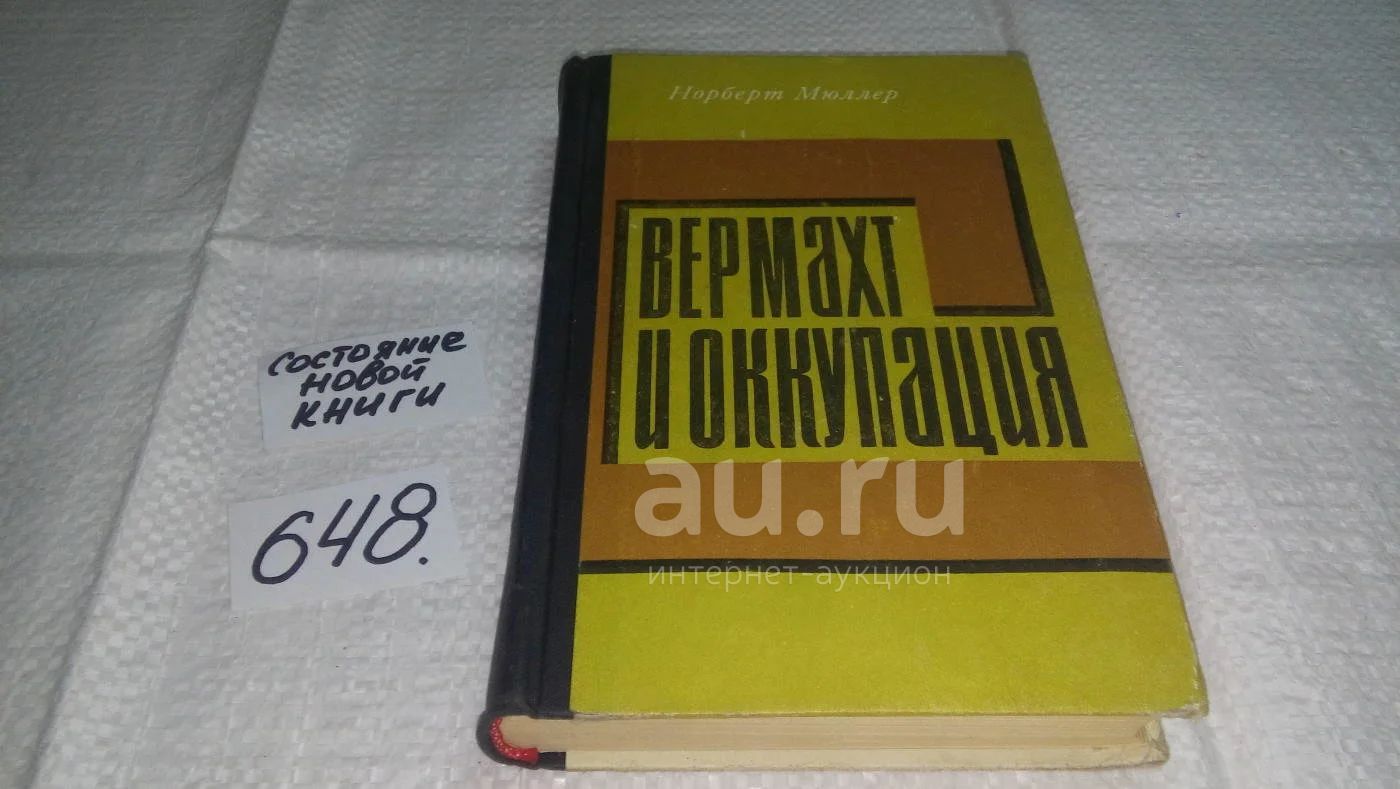 Норберт Мюллер
ВЕРМАХТ
И ОККУПАЦИЯ
состояние
новой
книги
648.
au.ru
интернет-аукцион